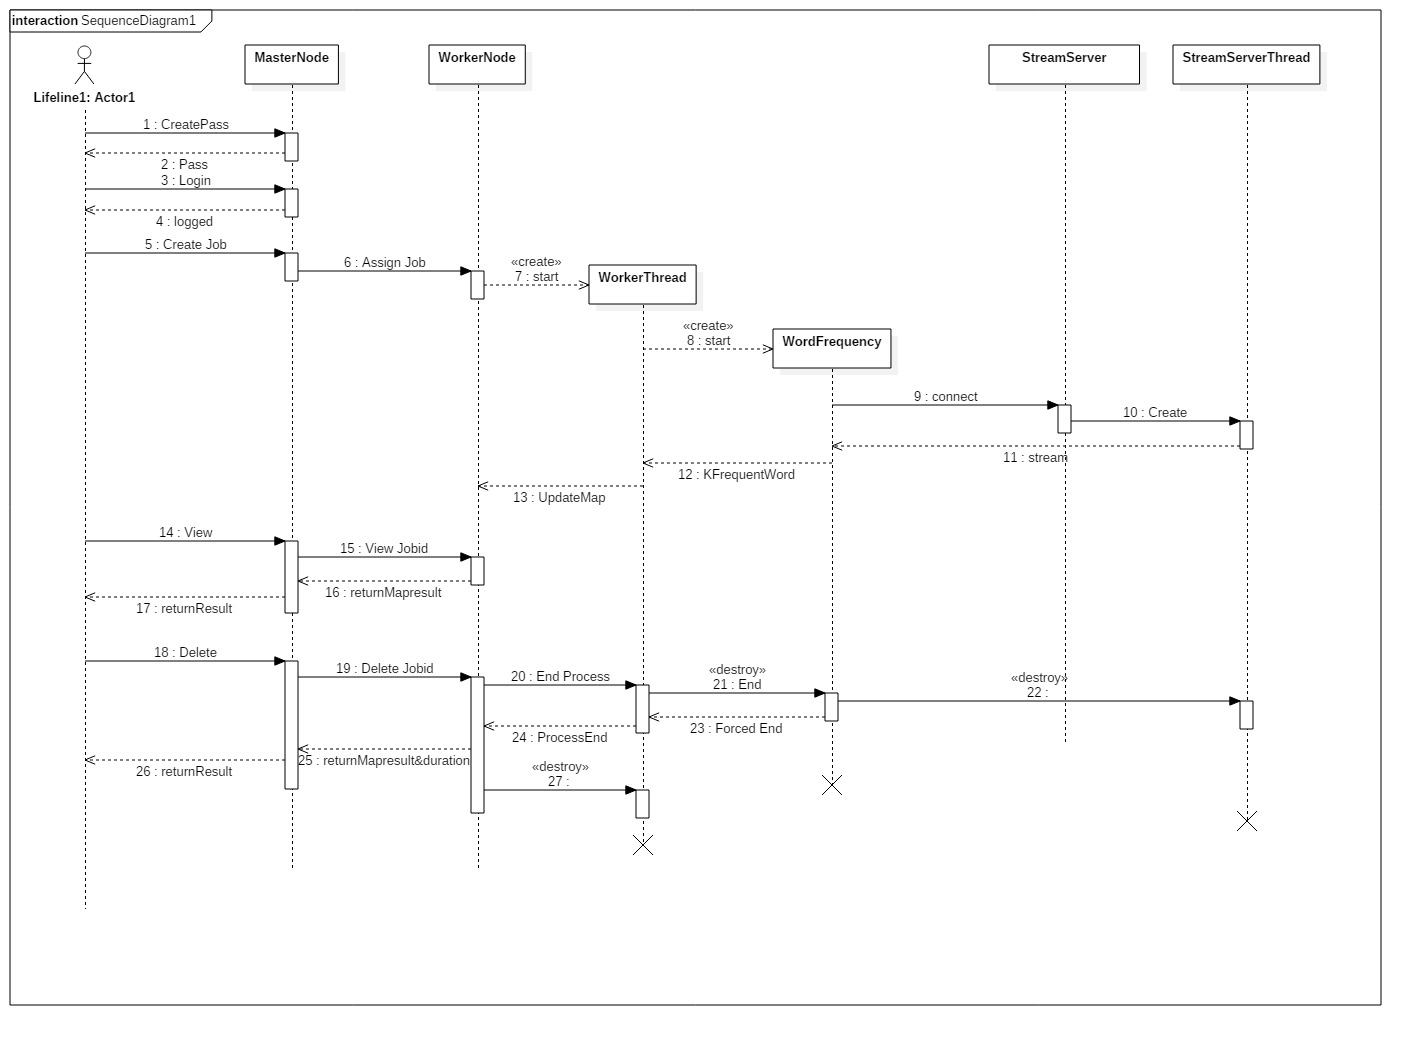 interaction SequenceDiagram1
MasterNode
WorkerNode
StreamServer
StreamServerThread
Lifeline1: Actor1
1 : CreatePass
2 : Pass
3 : Login
4 : logged
5 : Create Job
6 : Assign Job
«create»
7 : start
WorkerThread
«create»
8 : start
WordFrequency
9 : connect
10 : Create
11 : stream
12 : KFrequentWord
13 : UpdateMap
14 : View
15 : View Jobid
16 : returnMapresult
17 : returnResult
18 : Delete
19 : Delete Jobid
20 : End Process
«destroy»
21 : End
«destroy»
22 :
23 : Forced End
24 : ProcessEnd
25 : returnMapresult&duration
26 : returnResult
«destroy»
27 :